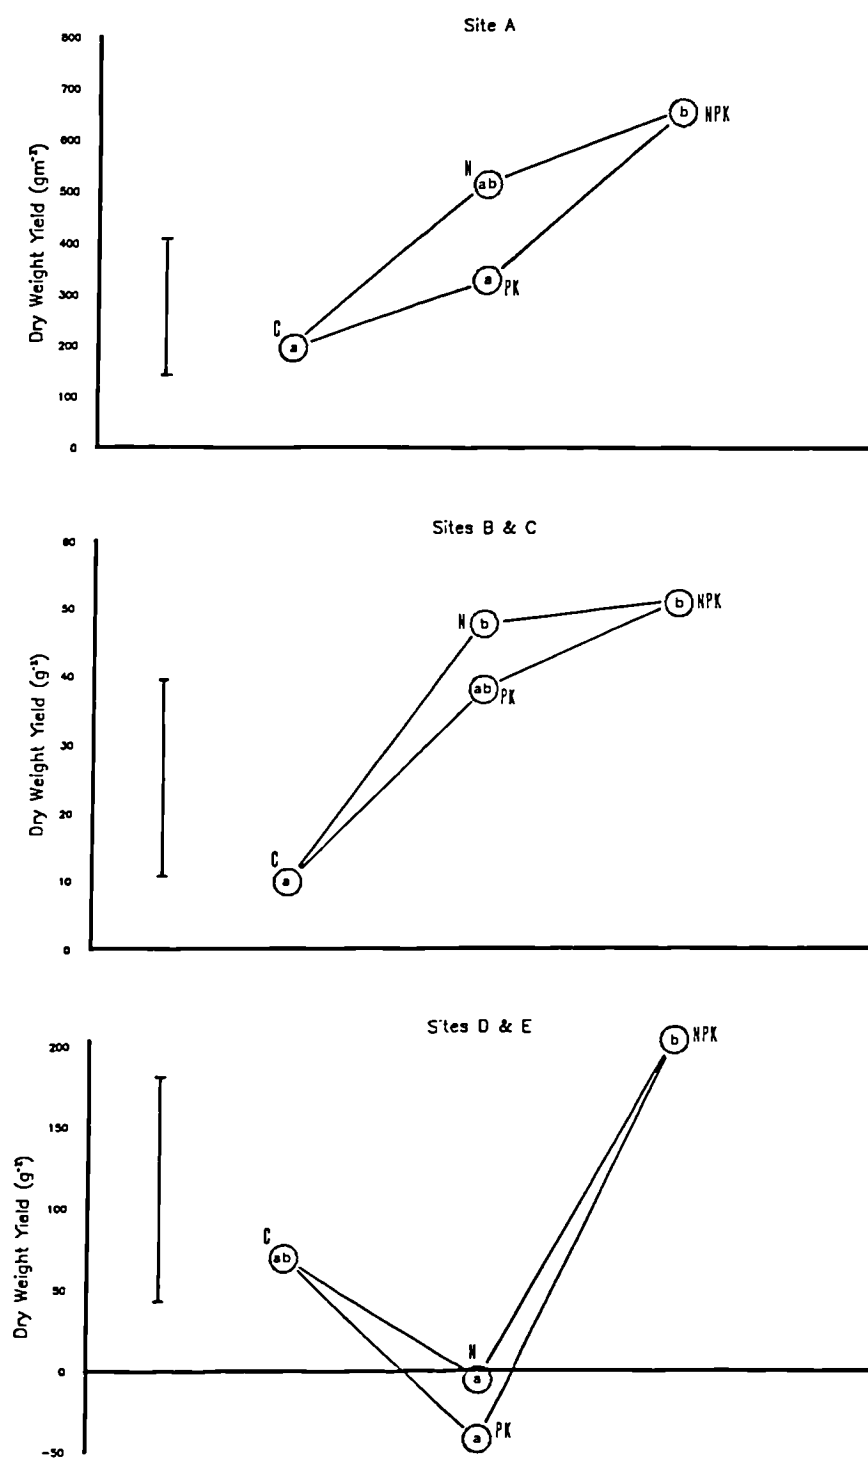 Site A
800
700
600
500
400
300
200
100
0
Dry Weight Yield (gm⁻²)
C
a
N
ab
a
PK
b
NPK
Sites B & C
60
50
40
30
20
10
0
Dry Weight Yield (g⁻²)
C
a
N
b
ab
PK
b
NPK
Sites D & E
200
150
100
50
0
-50
Dry Weight Yield (g⁻²)
C
ab
N
a
a
PK
b
NPK